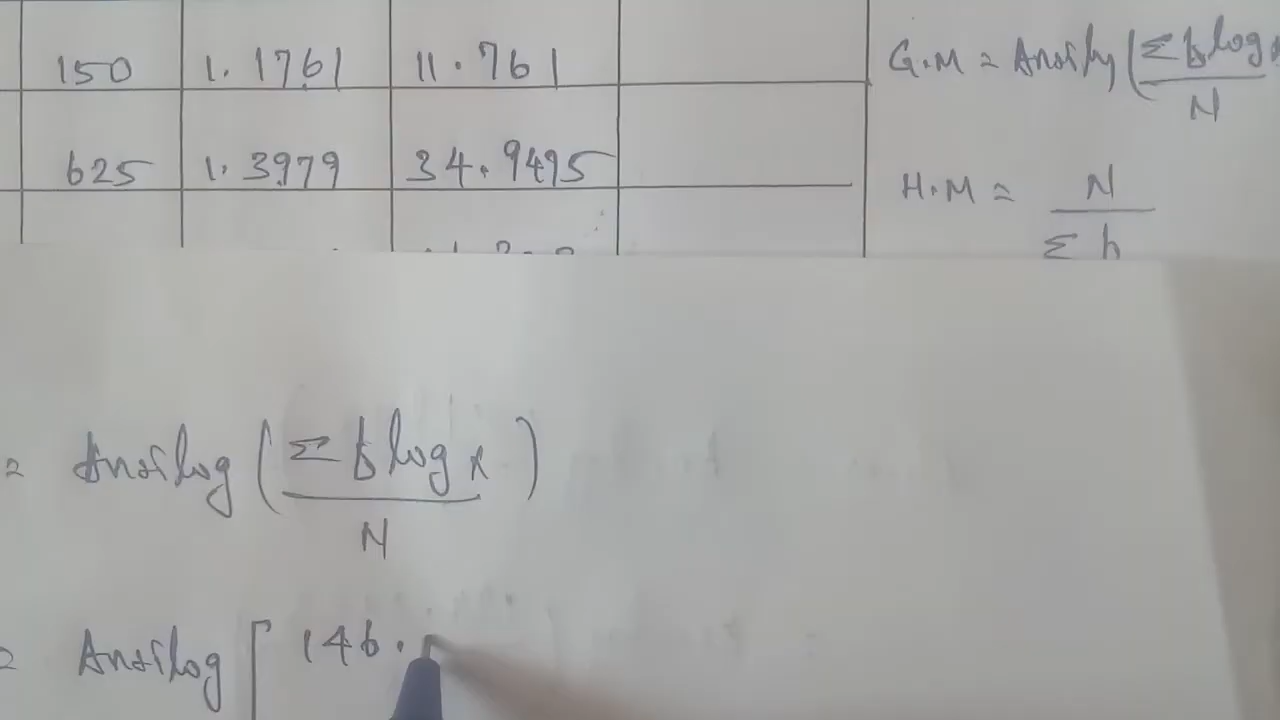 150 1.1761 11.761
G.M = Antilog (Σ f log x
N
625 1.3979 34.9495
H.M = N
Σ f
= Antilog (Σ f log x)
N
= Antilog [146.